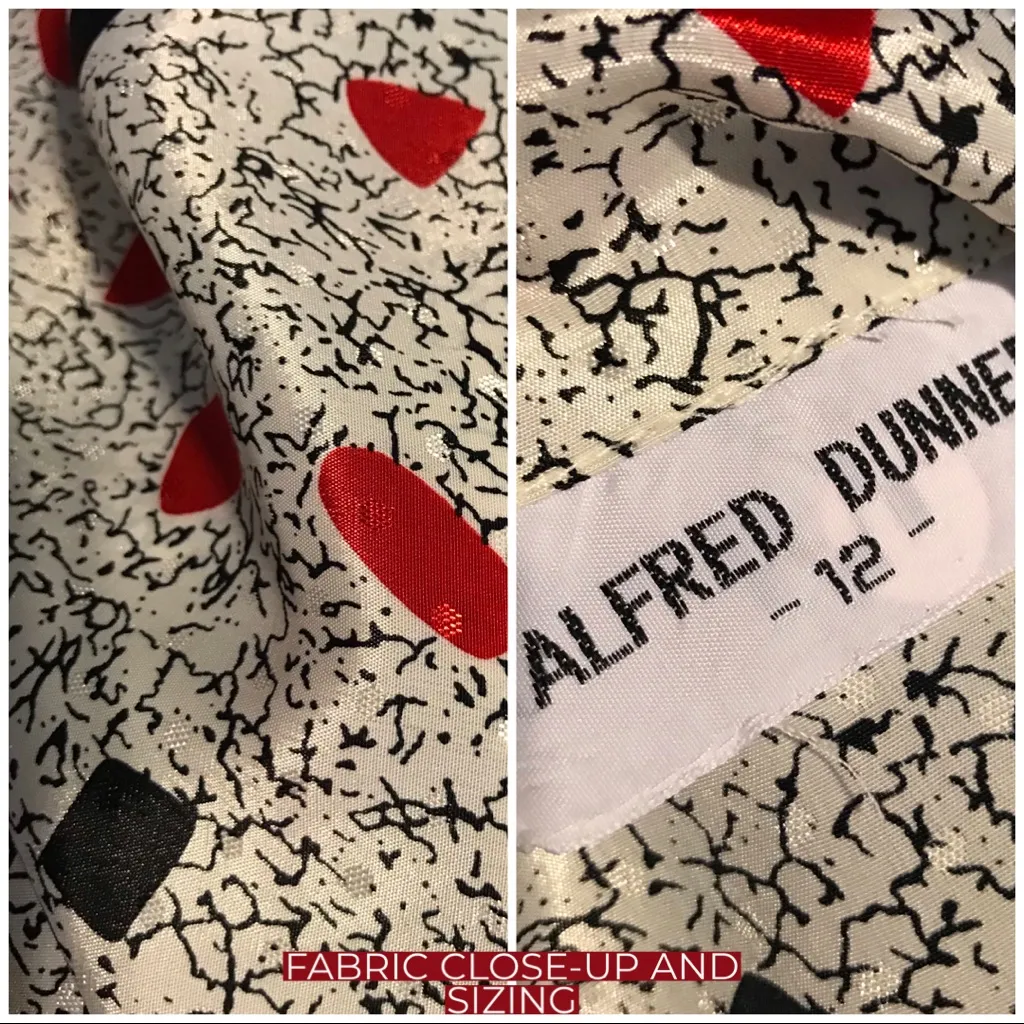 ALFRED DUNNE
- 12 -
FABRIC CLOSE-UP AND
SIZING